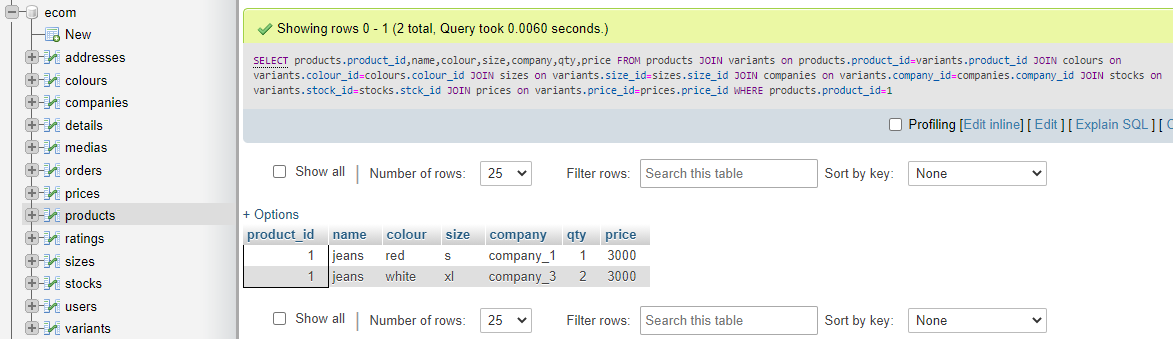 ecom
New
addresses
colours
companies
details
medias
orders
prices
products
ratings
sizes
stocks
users
variants
Showing rows 0 - 1 (2 total, Query took 0.0060 seconds.)
SELECT products.product_id,name,colour,size,company,qty,price FROM products JOIN variants on products.product_id=variants.product_id JOIN colours on
variants.colour_id=colours.colour_id JOIN sizes on variants.size_id=sizes.size_id JOIN companies on variants.company_id=companies.company_id JOIN stocks on
variants.stock_id=stocks.stck_id JOIN prices on variants.price_id=prices.price_id WHERE products.product_id=1
Profiling [Edit inline] [ Edit ] [ Explain SQL ] [ C
Show all | Number of rows: 25 Filter rows: Search this table Sort by key: None
+ Options
product_id name colour size company qty price
1 jeans red s company_1 1 3000
1 jeans white xl company_3 2 3000
Show all | Number of rows: 25 Filter rows: Search this table Sort by key: None